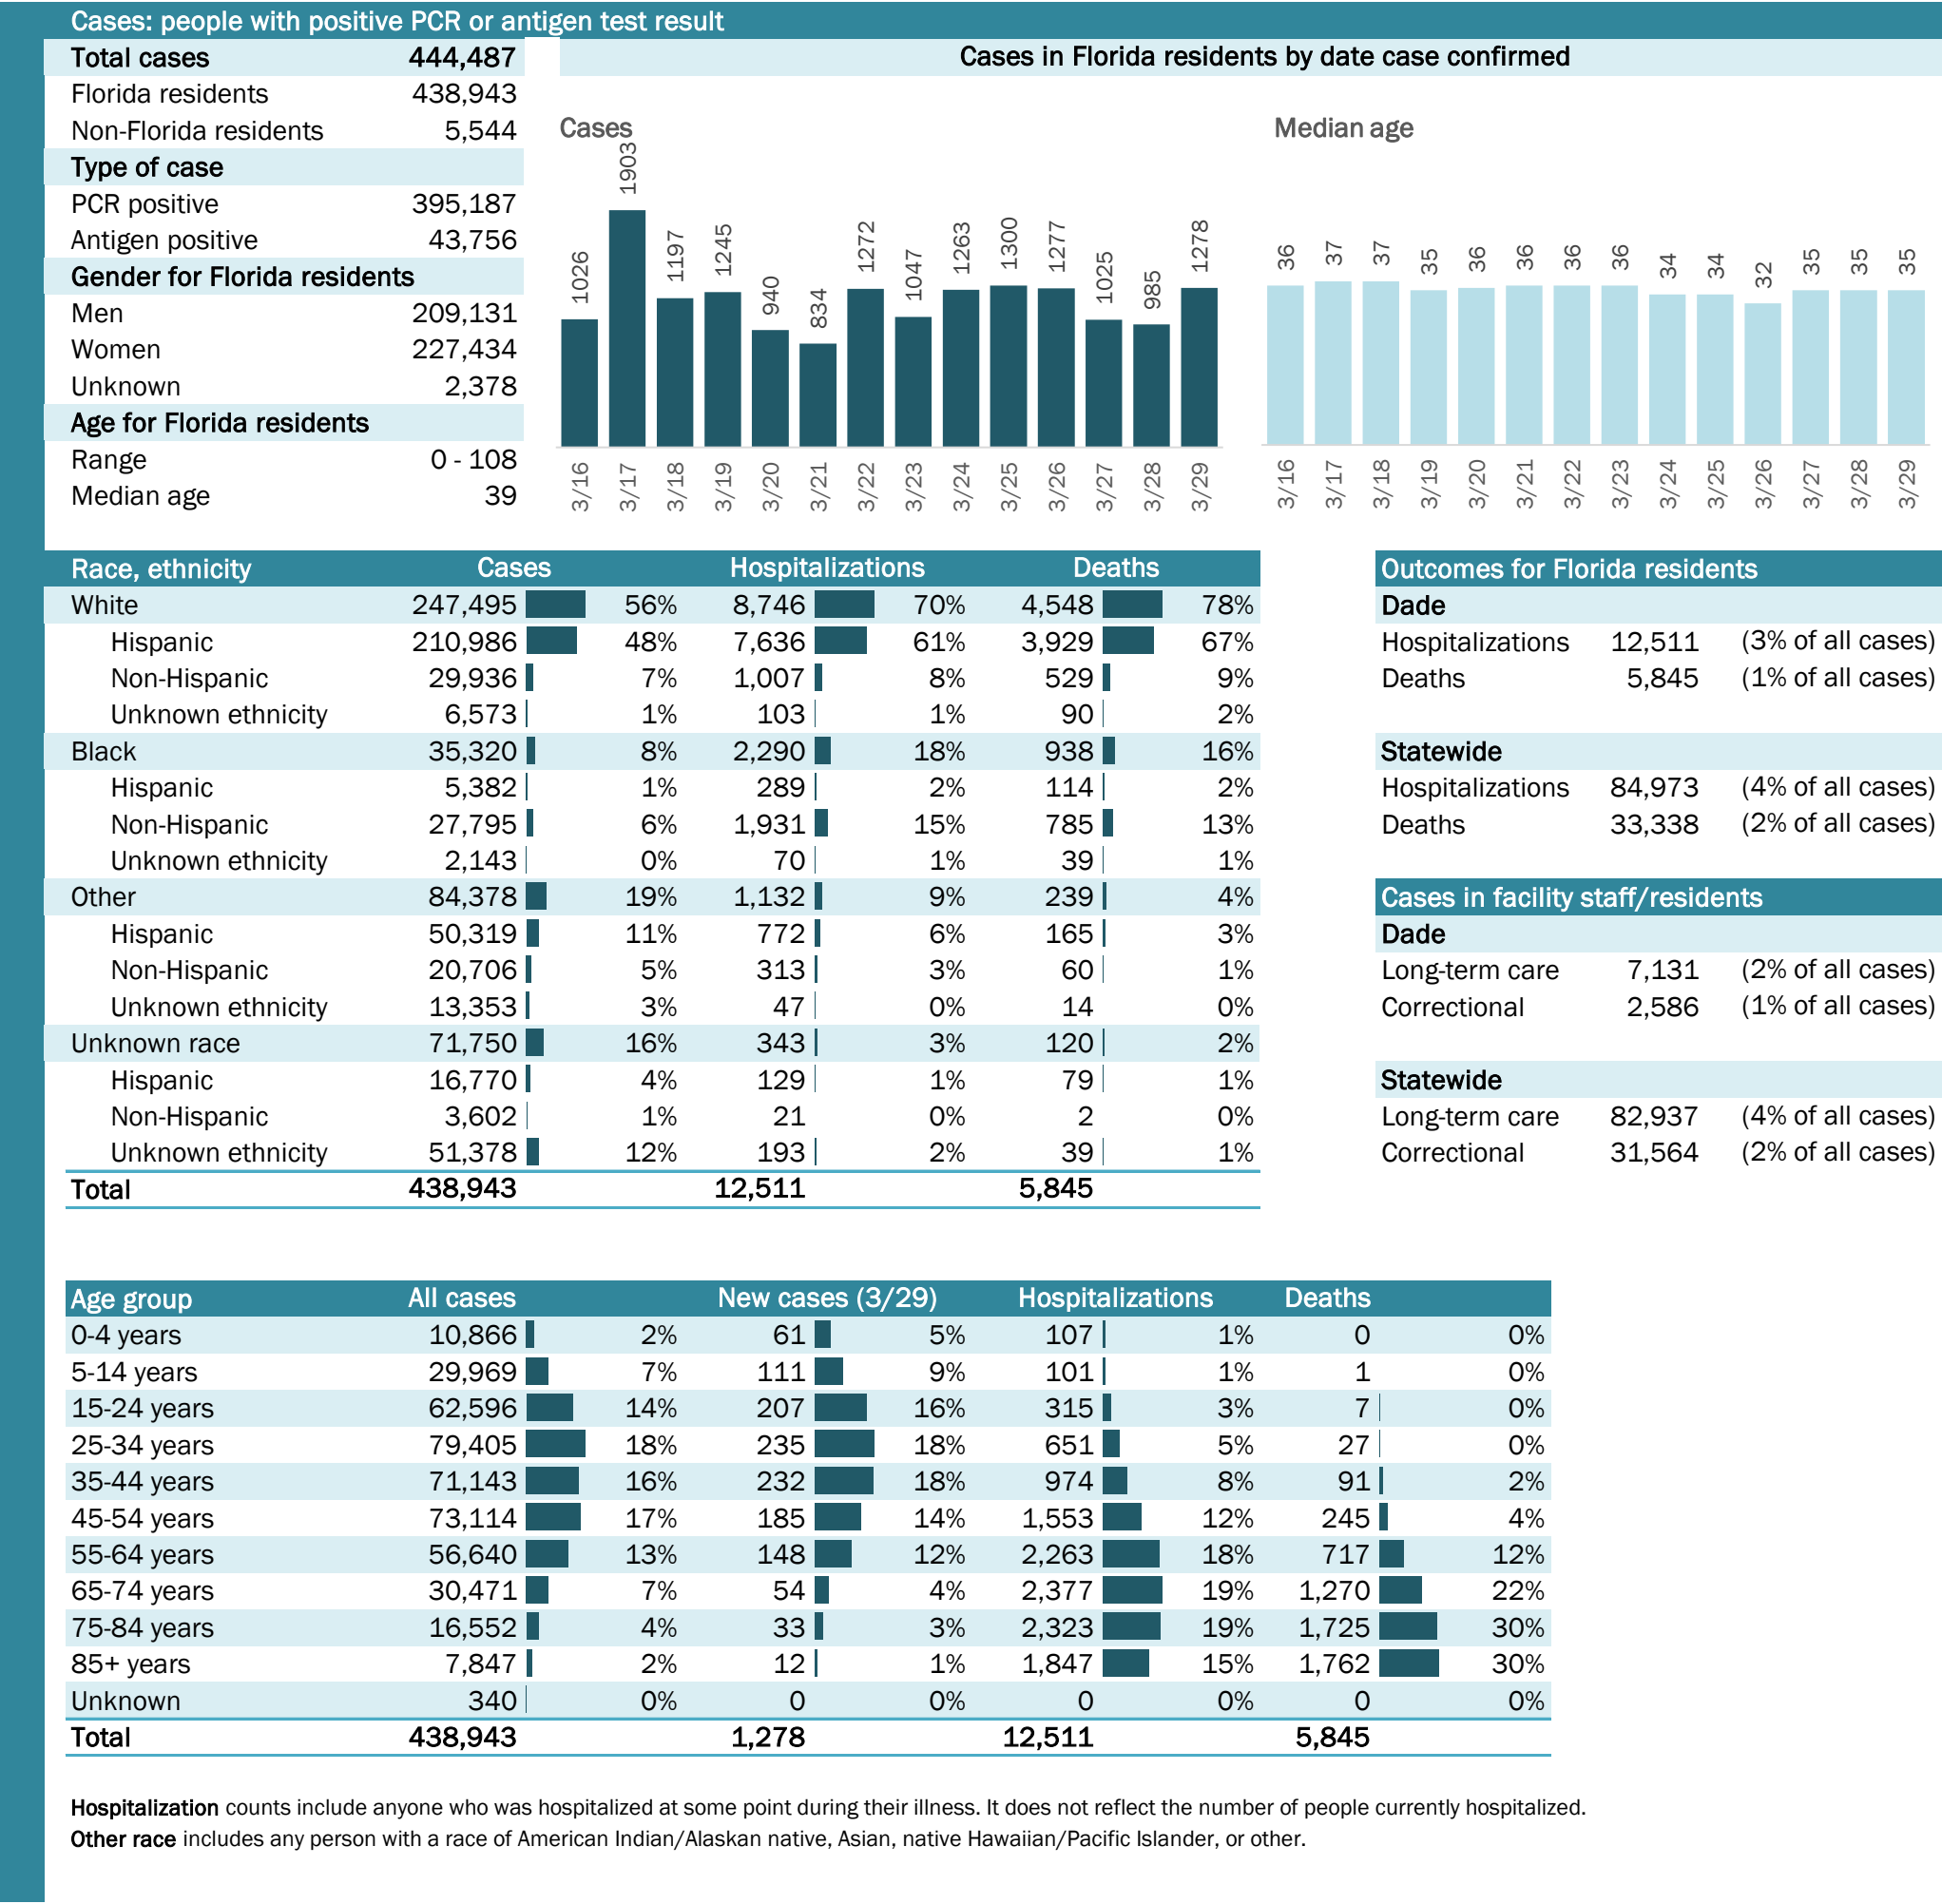 Cases: people with positive PCR or antigen test result
Total cases 444,487
Florida residents 438,943
Non-Florida residents 5,544
Type of case
PCR positive 395,187
Antigen positive 43,756
Gender for Florida residents
Men 209,131
Women 227,434
Unknown 2,378
Age for Florida residents
Range 0 - 108
Median age 39
Cases in Florida residents by date case confirmed
Cases
1026 1903 1197 1245 940 834 1272 1047 1263 1300 1277 1025 985 1278
3/16 3/17 3/18 3/19 3/20 3/21 3/22 3/23 3/24 3/25 3/26 3/27 3/28 3/29
Median age
36 37 37 35 36 36 36 36 34 34 32 35 35 35
3/16 3/17 3/18 3/19 3/20 3/21 3/22 3/23 3/24 3/25 3/26 3/27 3/28 3/29
Race, ethnicity Cases Hospitalizations Deaths
White 247,495 56% 8,746 70% 4,548 78%
Hispanic 210,986 48% 7,636 61% 3,929 67%
Non-Hispanic 29,936 7% 1,007 8% 529 9%
Unknown ethnicity 6,573 1% 103 1% 90 2%
Black 35,320 8% 2,290 18% 938 16%
Hispanic 5,382 1% 289 2% 114 2%
Non-Hispanic 27,795 6% 1,931 15% 785 13%
Unknown ethnicity 2,143 0% 70 1% 39 1%
Other 84,378 19% 1,132 9% 239 4%
Hispanic 50,319 11% 772 6% 165 3%
Non-Hispanic 20,706 5% 313 3% 60 1%
Unknown ethnicity 13,353 3% 47 0% 14 0%
Unknown race 71,750 16% 343 3% 120 2%
Hispanic 16,770 4% 129 1% 79 1%
Non-Hispanic 3,602 1% 21 0% 2 0%
Unknown ethnicity 51,378 12% 193 2% 39 1%
Total 438,943 12,511 5,845
Outcomes for Florida residents
Dade
Hospitalizations 12,511 (3% of all cases)
Deaths 5,845 (1% of all cases)
Statewide
Hospitalizations 84,973 (4% of all cases)
Deaths 33,338 (2% of all cases)
Cases in facility staff/residents
Dade
Long-term care 7,131 (2% of all cases)
Correctional 2,586 (1% of all cases)
Statewide
Long-term care 82,937 (4% of all cases)
Correctional 31,564 (2% of all cases)
Age group All cases New cases (3/29) Hospitalizations Deaths
0-4 years 10,866 2% 61 5% 107 1% 0 0%
5-14 years 29,969 7% 111 9% 101 1% 1 0%
15-24 years 62,596 14% 207 16% 315 3% 7 0%
25-34 years 79,405 18% 235 18% 651 5% 27 0%
35-44 years 71,143 16% 232 18% 974 8% 91 2%
45-54 years 73,114 17% 185 14% 1,553 12% 245 4%
55-64 years 56,640 13% 148 12% 2,263 18% 717 12%
65-74 years 30,471 7% 54 4% 2,377 19% 1,270 22%
75-84 years 16,552 4% 33 3% 2,323 19% 1,725 30%
85+ years 7,847 2% 12 1% 1,847 15% 1,762 30%
Unknown 340 0% 0 0% 0 0% 0 0%
Total 438,943 1,278 12,511 5,845
Hospitalization counts include anyone who was hospitalized at some point during their illness. It does not reflect the number of people currently hospitalized.
Other race includes any person with a race of American Indian/Alaskan native, Asian, native Hawaiian/Pacific Islander, or other.